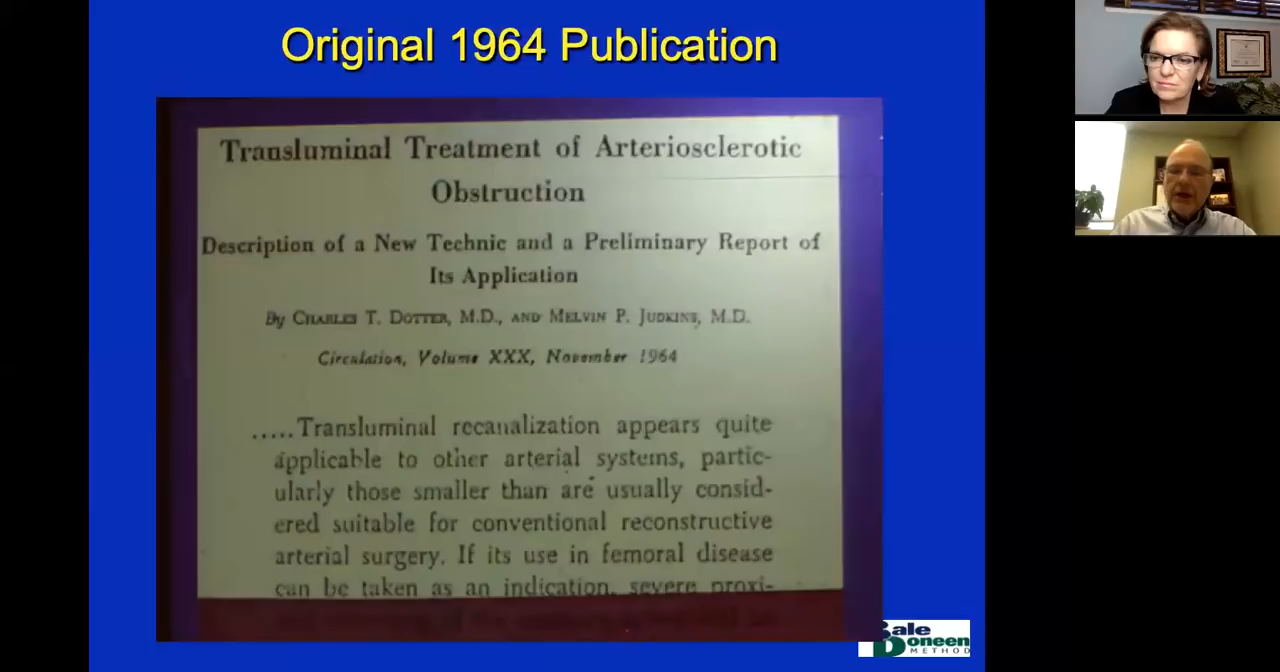 Original 1964 Publication
Transluminal Treatment of Arteriosclerotic
Obstruction
Description of a New Technic and a Preliminary Report of
Its Application
By CHARLES T. DOTTER, M.D., AND MELVIN P. JUDKINS, M.D.
Circulation, Volume XXX, November 1964
.....Transluminal recanalization appears quite
applicable to other arterial systems, partic-
ularly those smaller than are usually consid-
ered suitable for conventional reconstructive
arterial surgery. If its use in femoral disease
can be taken as an indication, severe proxi-
Bale
Doneen
METHOD